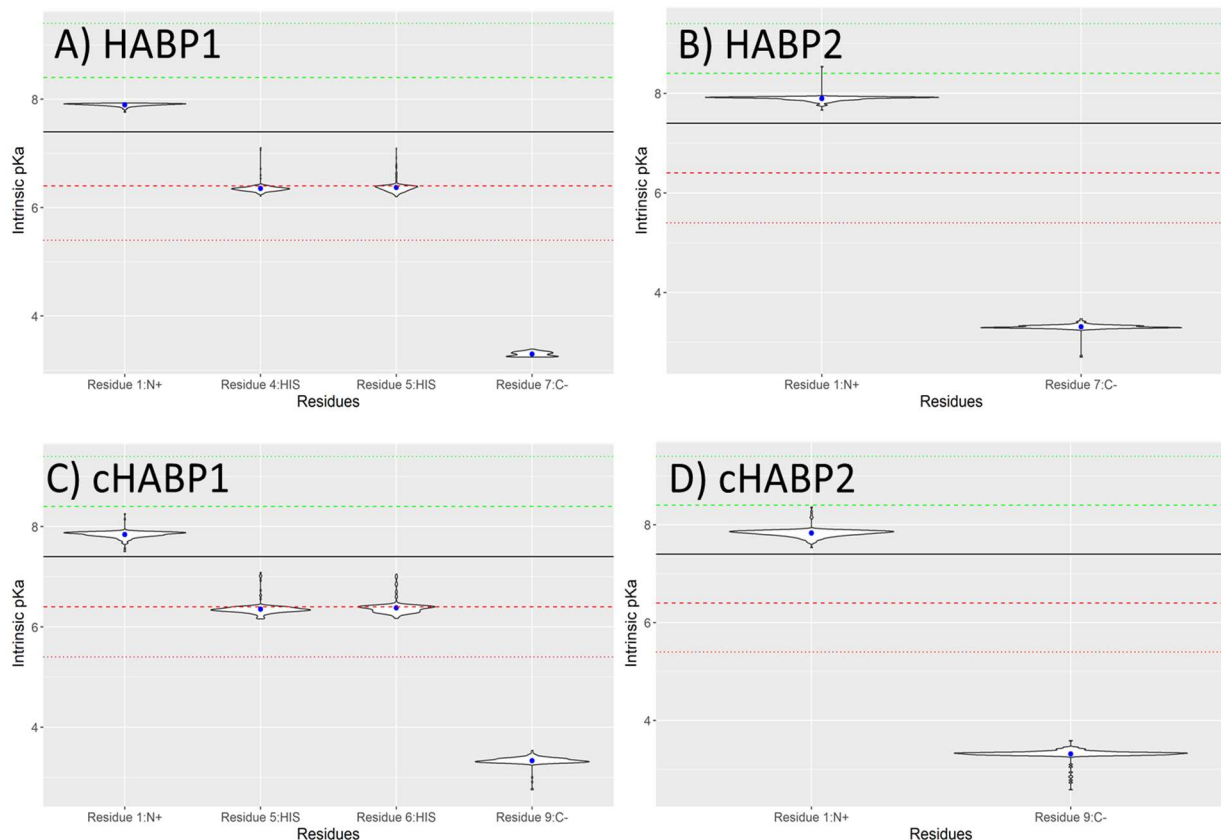 A) HABP1
Intrinsic pKa
8
6
4
Residue 1:N+ Residue 4:HIS Residue 5:HIS Residue 7:C-
Residues
B) HABP2
Intrinsic pKa
8
6
4
Residue 1:N+ Residue 7:C-
Residues
C) cHABP1
Intrinsic pKa
8
6
4
Residue 1:N+ Residue 5:HIS Residue 6:HIS Residue 9:C-
Residues
D) cHABP2
Intrinsic pKa
8
6
4
Residue 1:N+ Residue 9:C-
Residues